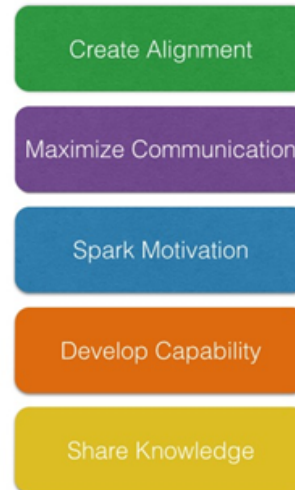 Create Alignment
Maximize Communication
Spark Motivation
Develop Capability
Share Knowledge